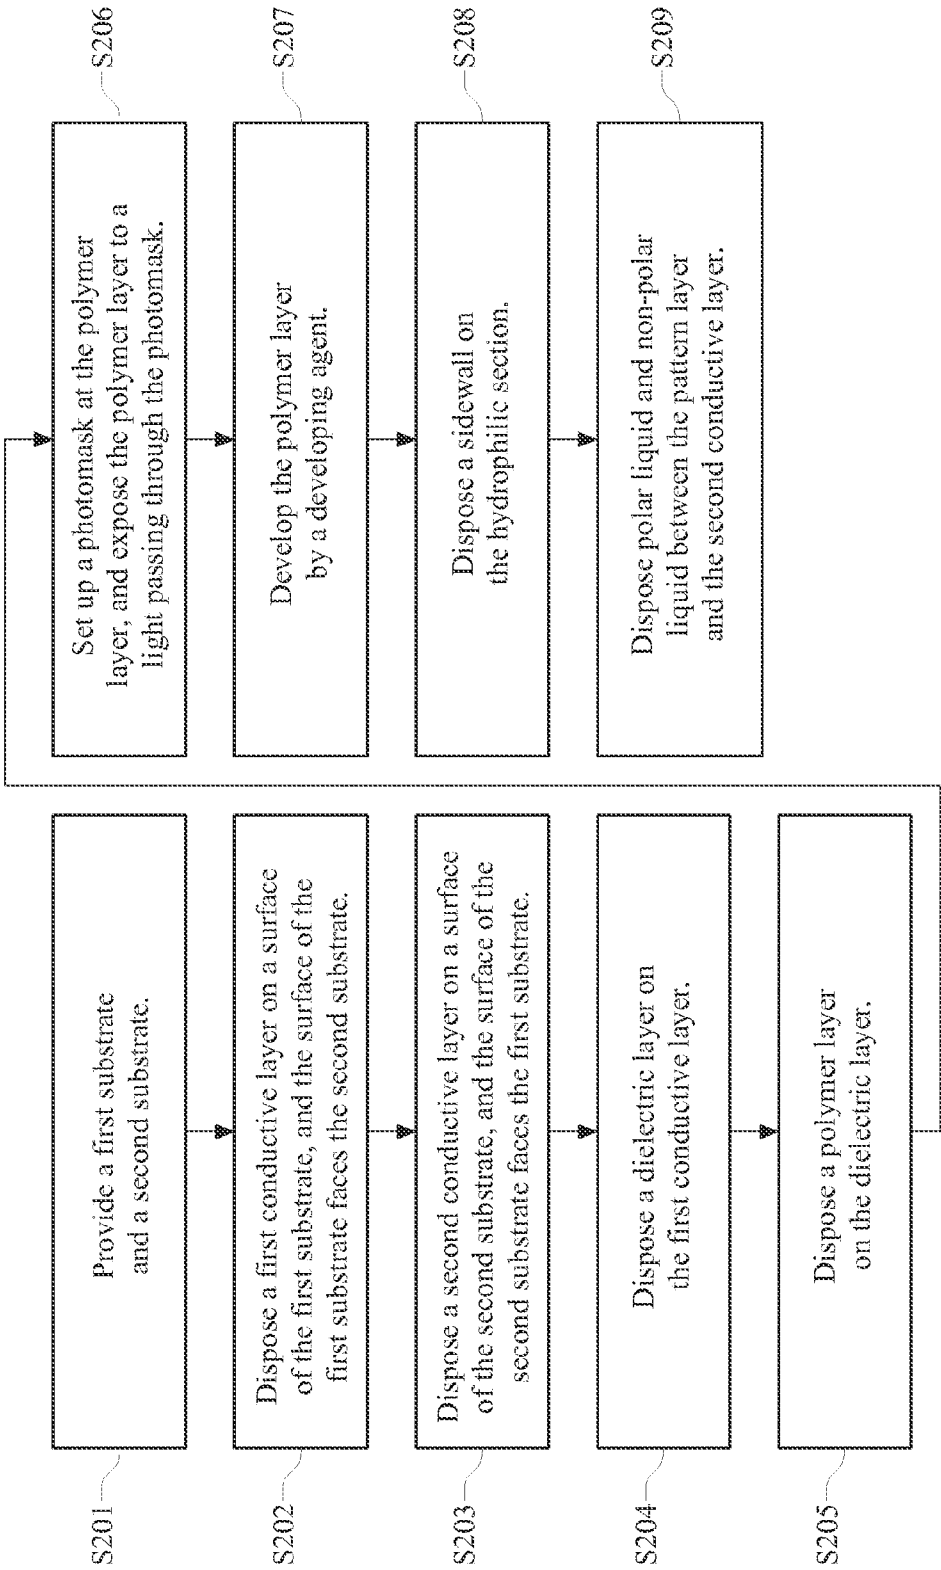 S201
Provide a first substrate
and a second substrate.
S202
Dispose a first conductive layer on a surface
of the first substrate, and the surface of the
first substrate faces the second substrate.
S203
Dispose a second conductive layer on a surface
of the second substrate, and the surface of the
second substrate faces the first substrate.
S204
Dispose a dielectric layer on
the first conductive layer.
S205
Dispose a polymer layer
on the dielectric layer.
S206
Set up a photomask at the polymer
layer, and expose the polymer layer to a
light passing through the photomask.
S207
Develop the polymer layer
by a developing agent.
S208
Dispose a sidewall on
the hydrophilic section.
S209
Dispose polar liquid and non-polar
liquid between the pattern layer
and the second conductive layer.